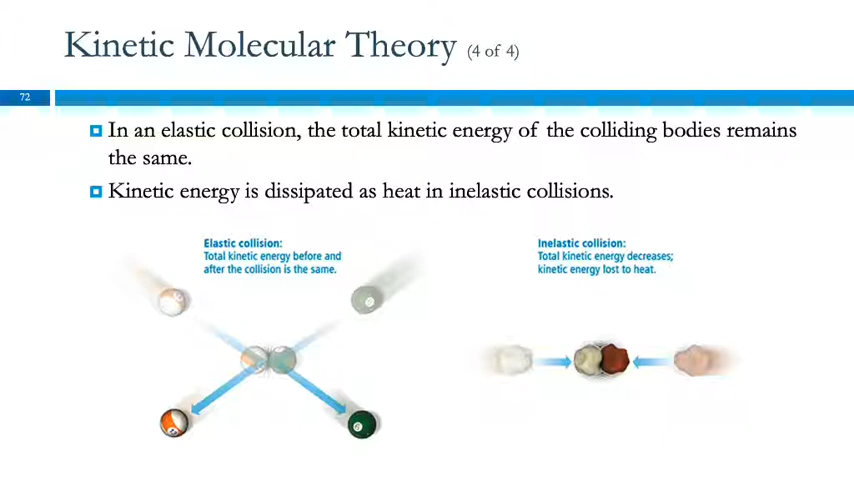 Kinetic Molecular Theory (4 of 4)
72
In an elastic collision, the total kinetic energy of the colliding bodies remains
the same.
Kinetic energy is dissipated as heat in inelastic collisions.
Elastic collision:
Total kinetic energy before and
after the collision is the same.
Inelastic collision:
Total kinetic energy decreases;
kinetic energy lost to heat.